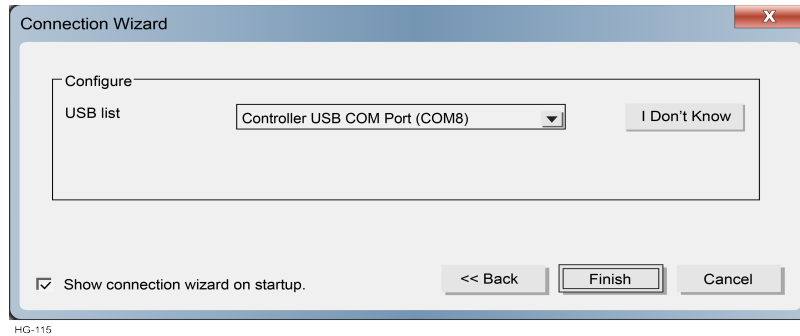 Connection Wizard
X
Configure
USB list
Controller USB COM Port (COM8)
I Don't Know
Show connection wizard on startup.
<< Back
Finish
Cancel
HG-115